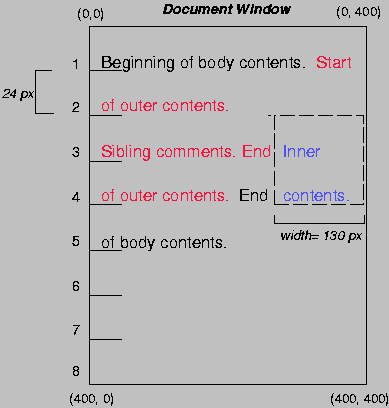 Document Window
(0,0) (0, 400)
1 Beginning of body contents. Start
24 px
2 of outer contents.
3 Sibling comments. End Inner
4 of outer contents. End contents.
width= 130 px
5 of body contents.
6
7
8
(400, 0) (400, 400)